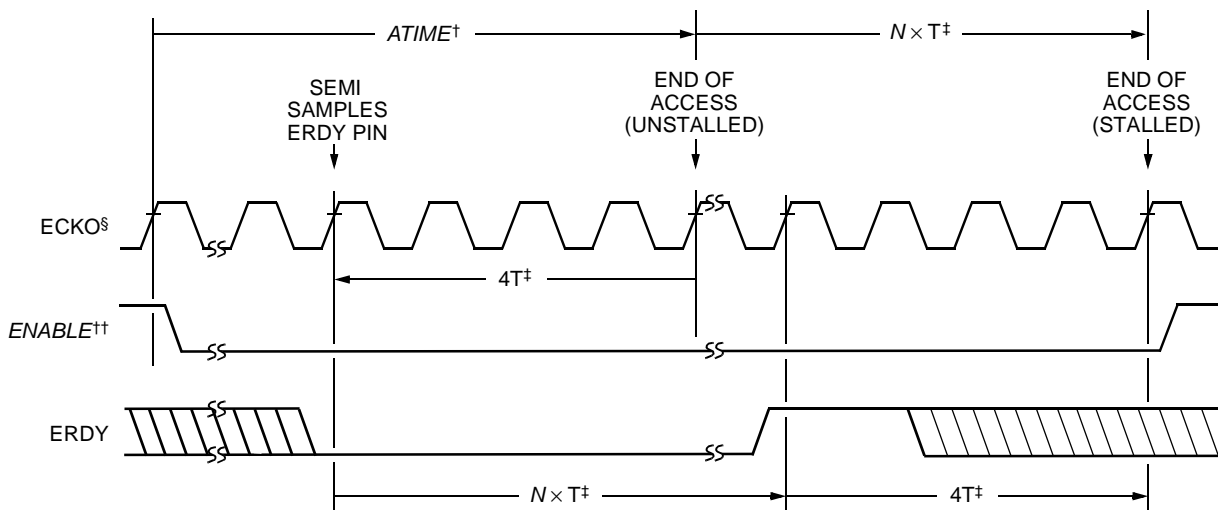 ATIME†
N × T‡
SEMI
SAMPLES
ERDY PIN
END OF
ACCESS
(UNSTALLED)
END OF
ACCESS
(STALLED)
ECKO§
4T‡
ENABLE††
ERDY
N × T‡
4T‡